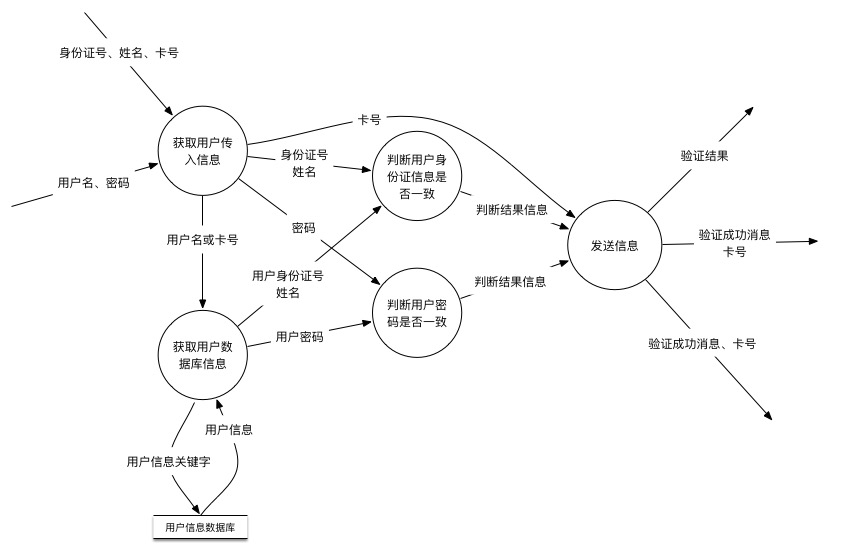 身份证号、姓名、卡号
卡号
获取用户传
入信息
身份证号
姓名
判断用户身
份证信息是
否一致
验证结果
用户名、密码
判断结果信息
密码
用户名或卡号
发送信息
验证成功消息
卡号
用户身份证号
姓名
判断结果信息
判断用户密
码是否一致
用户密码
获取用户数
据库信息
验证成功消息、卡号
用户信息
用户信息关键字
用户信息数据库